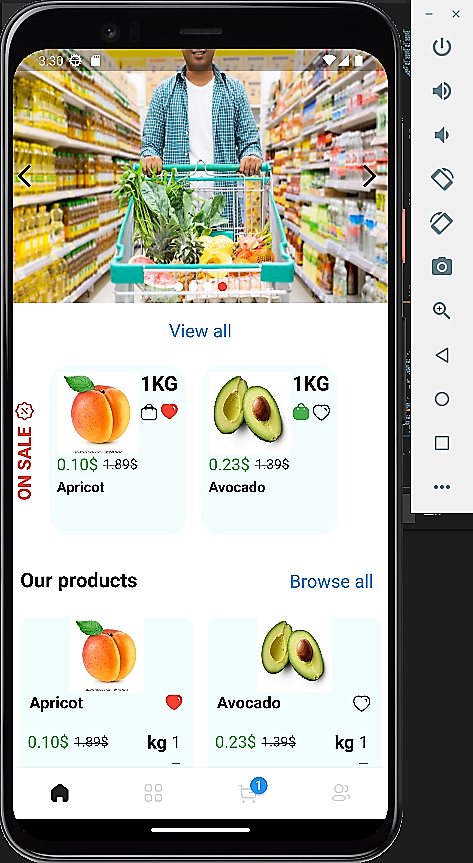 3:30
View all
ON SALE
1KG
0.10$ 1.89$
Apricot
1KG
0.23$ 1.39$
Avocado
Our products
Browse all
Apricot
0.10$ 1.89$ kg 1
Avocado
0.23$ 1.39$ kg 1
1